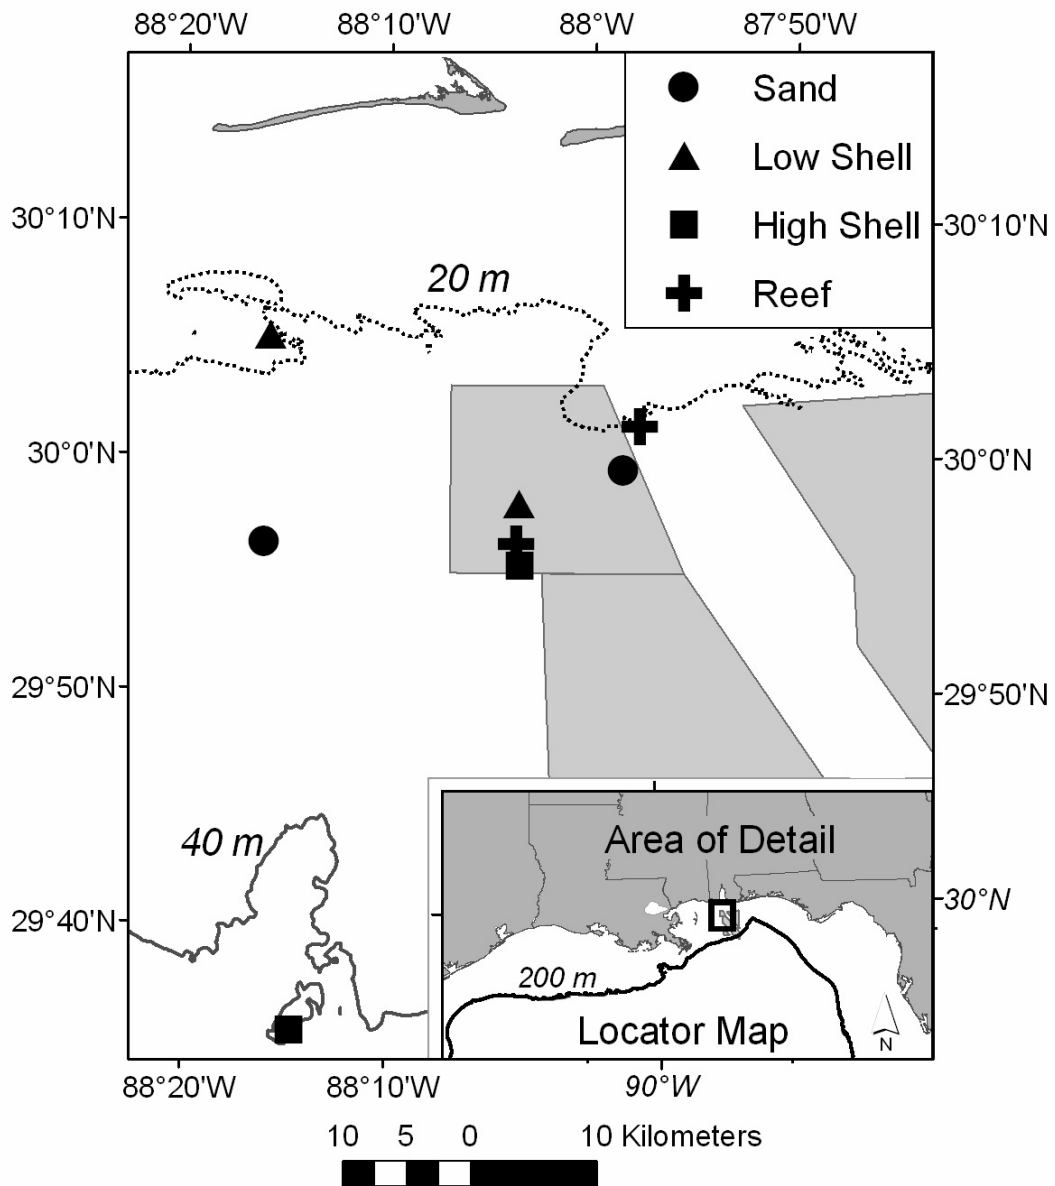 88°20'W 88°10'W 88°0'W 87°50'W
Sand
Low Shell
High Shell
Reef
30°10'N 30°10'N
20 m
30°0'N 30°0'N
29°50'N 29°50'N
40 m
Area of Detail
29°40'N 30°N
200 m
Locator Map
N
88°20'W 88°10'W 90°W
10 5 0 10 Kilometers